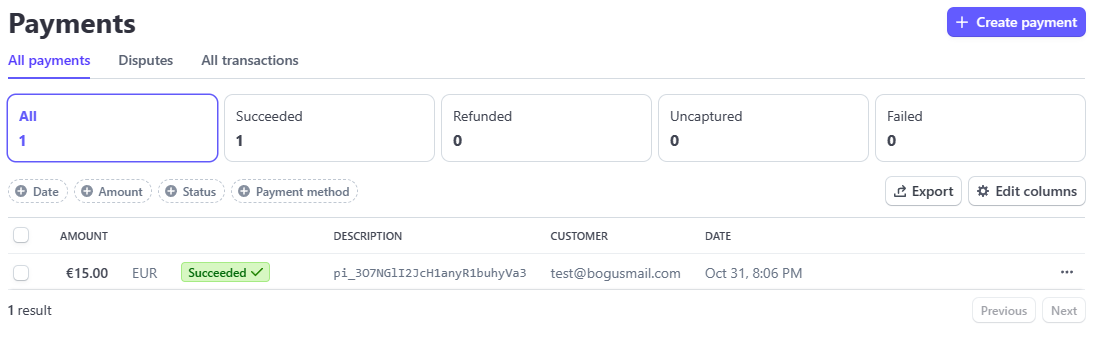 Payments
Create payment
All payments Disputes All transactions
All Succeeded Refunded Uncaptured Failed
1 1 0 0 0
Date Amount Status Payment method Export Edit columns
AMOUNT DESCRIPTION CUSTOMER DATE
€15.00 EUR Succeeded pi_3O7NGlI2JcH1anyR1buhyVa3 test@bogusmail.com Oct 31, 8:06 PM
1 result Previous Next